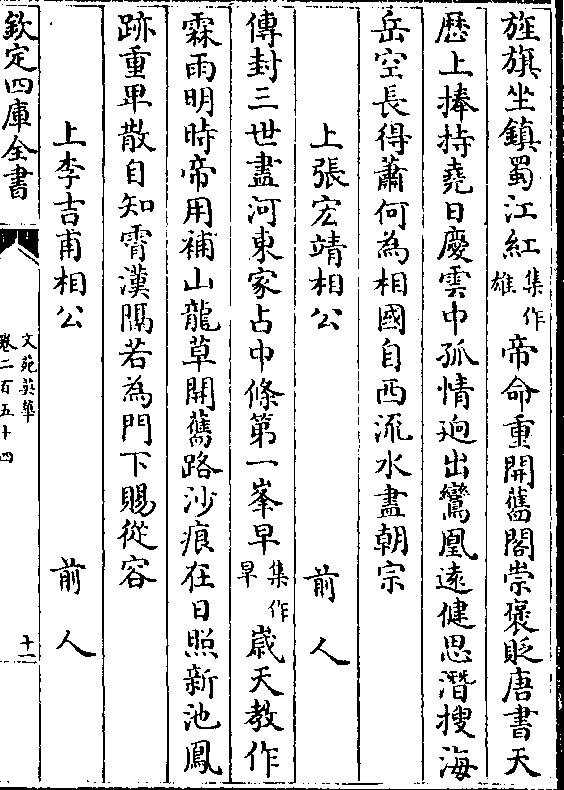 旌旗坐鎮蜀江紅集作雄帝命重開舊閣崇褒貶唐書天
歴上捧持堯日慶雲中孤情逈出鸞凰逺健思潛搜海
岳空長得蕭何為相國自西流水盡朝宗
上張宏靖相公 前人
傳封三世盡河東家占中條第一峯早集作早嵗天教作
霖雨明時帝用補山龍草開舊路沙痕在日照新池鳳
跡重卑散自知霄漢隔若為門下賜從容
上李吉甫相公 前人
欽定四庫全書
文苑英華
卷二百五十四
十一